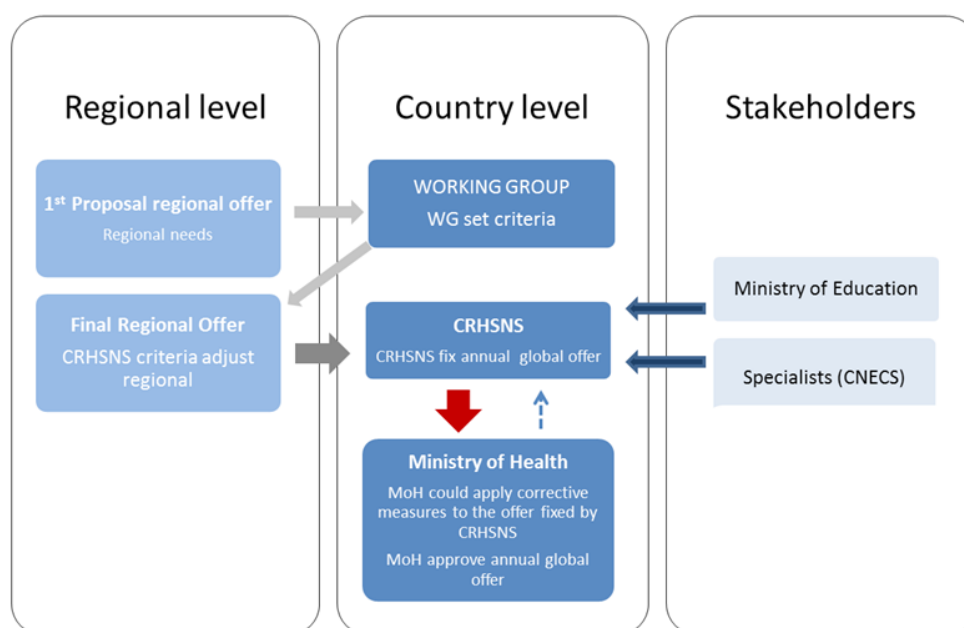 Regional level
1st Proposal regional offer
Regional needs
Final Regional Offer
CRHSNS criteria adjust
regional
Country level
WORKING GROUP
WG set criteria
CRHSNS
CRHSNS fix annual global offer
Ministry of Health
MoH could apply corrective
measures to the offer fixed by
CRHSNS
MoH approve annual global
offer
Stakeholders
Ministry of Education
Specialists (CNECS)